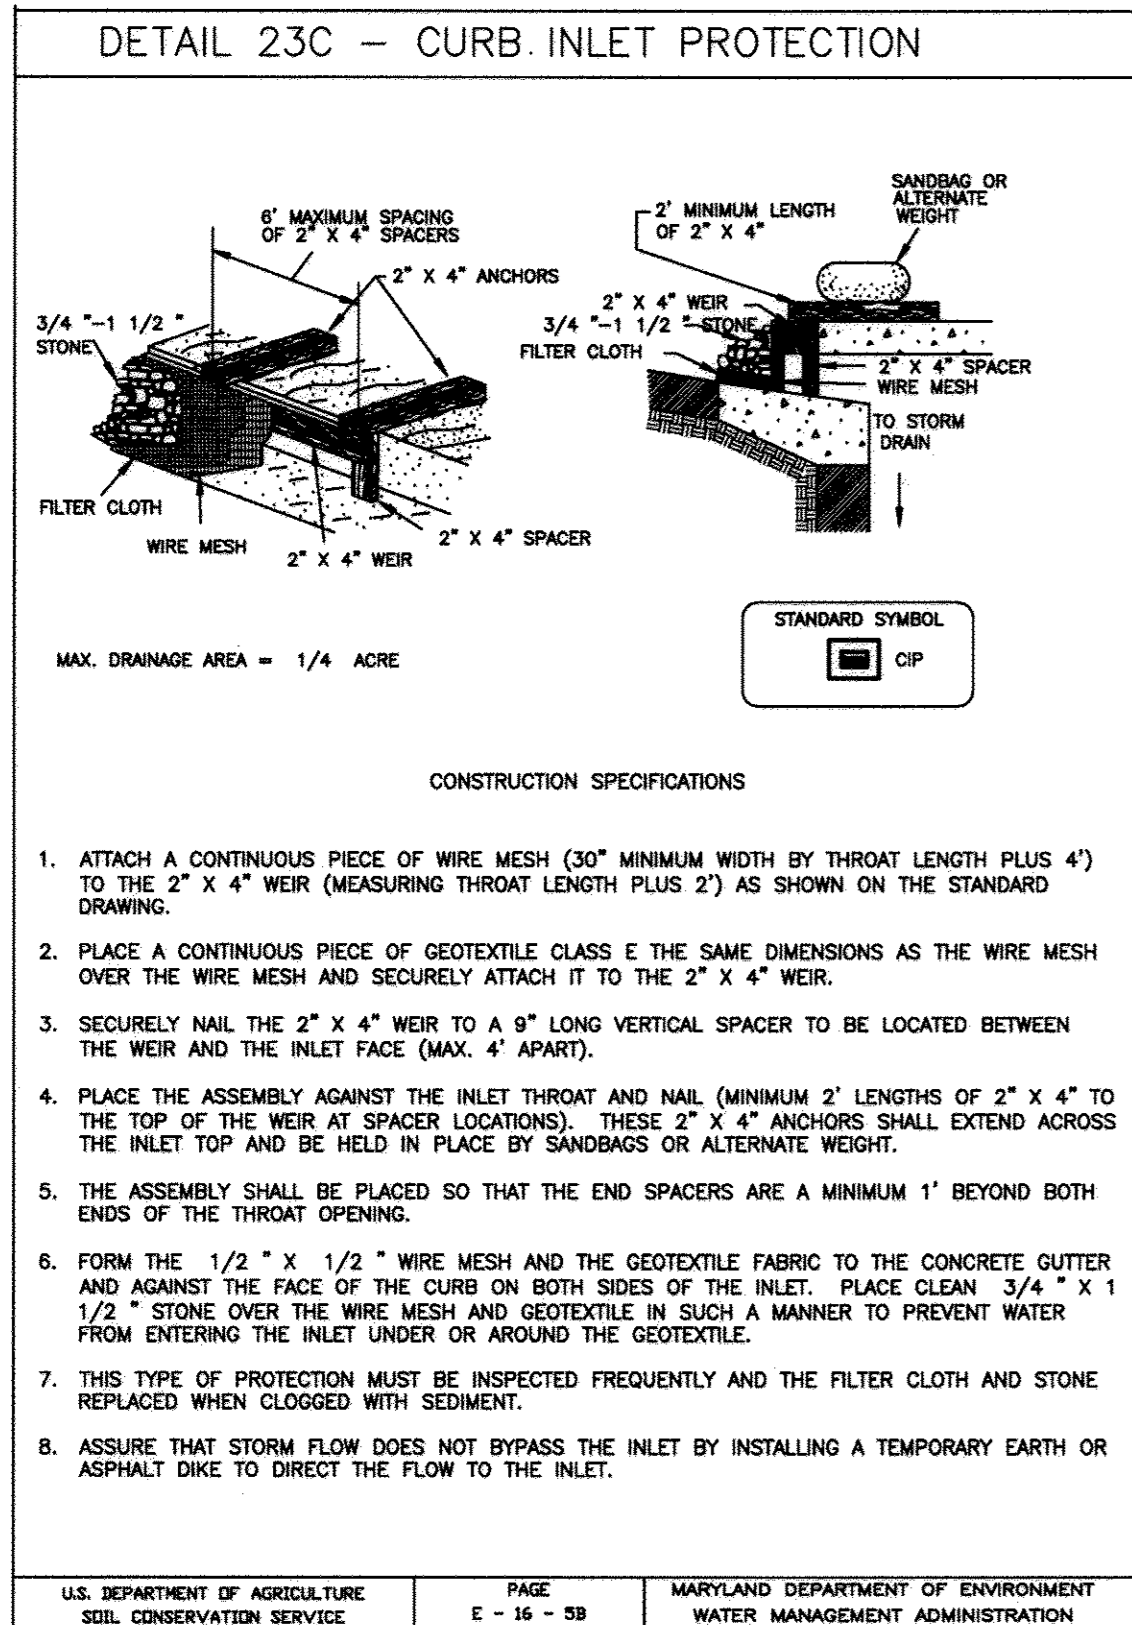 DETAIL 23C – CURB. INLET PROTECTION
6' MAXIMUM SPACING
OF 2" X 4" SPACERS
2" X 4" ANCHORS
3/4 "-1 1/2 "
STONE
FILTER CLOTH
WIRE MESH
2" X 4" WEIR
2" X 4" SPACER
2' MINIMUM LENGTH
OF 2" X 4"
SANDBAG OR
ALTERNATE
WEIGHT
2" X 4" WEIR
3/4 "-1 1/2 " STONE
FILTER CLOTH
2" X 4" SPACER
WIRE MESH
TO STORM
DRAIN
MAX. DRAINAGE AREA = 1/4 ACRE
STANDARD SYMBOL
CIP
CONSTRUCTION SPECIFICATIONS
1. ATTACH A CONTINUOUS PIECE OF WIRE MESH (30" MINIMUM WIDTH BY THROAT LENGTH PLUS 4')
TO THE 2" X 4" WEIR (MEASURING THROAT LENGTH PLUS 2') AS SHOWN ON THE STANDARD
DRAWING.
2. PLACE A CONTINUOUS PIECE OF GEOTEXTILE CLASS E THE SAME DIMENSIONS AS THE WIRE MESH
OVER THE WIRE MESH AND SECURELY ATTACH IT TO THE 2" X 4" WEIR.
3. SECURELY NAIL THE 2" X 4" WEIR TO A 9" LONG VERTICAL SPACER TO BE LOCATED BETWEEN
THE WEIR AND THE INLET FACE (MAX. 4' APART).
4. PLACE THE ASSEMBLY AGAINST THE INLET THROAT AND NAIL (MINIMUM 2' LENGTHS OF 2" X 4" TO
THE TOP OF THE WEIR AT SPACER LOCATIONS). THESE 2" X 4" ANCHORS SHALL EXTEND ACROSS
THE INLET TOP AND BE HELD IN PLACE BY SANDBAGS OR ALTERNATE WEIGHT.
5. THE ASSEMBLY SHALL BE PLACED SO THAT THE END SPACERS ARE A MINIMUM 1' BEYOND BOTH
ENDS OF THE THROAT OPENING.
6. FORM THE 1/2 " X 1/2 " WIRE MESH AND THE GEOTEXTILE FABRIC TO THE CONCRETE GUTTER
AND AGAINST THE FACE OF THE CURB ON BOTH SIDES OF THE INLET. PLACE CLEAN 3/4 " X 1
1/2 " STONE OVER THE WIRE MESH AND GEOTEXTILE IN SUCH A MANNER TO PREVENT WATER
FROM ENTERING THE INLET UNDER OR AROUND THE GEOTEXTILE.
7. THIS TYPE OF PROTECTION MUST BE INSPECTED FREQUENTLY AND THE FILTER CLOTH AND STONE
REPLACED WHEN CLOGGED WITH SEDIMENT.
8. ASSURE THAT STORM FLOW DOES NOT BYPASS THE INLET BY INSTALLING A TEMPORARY EARTH OR
ASPHALT DIKE TO DIRECT THE FLOW TO THE INLET.
U.S. DEPARTMENT OF AGRICULTURE
SOIL CONSERVATION SERVICE
PAGE
E - 16 - 5B
MARYLAND DEPARTMENT OF ENVIRONMENT
WATER MANAGEMENT ADMINISTRATION